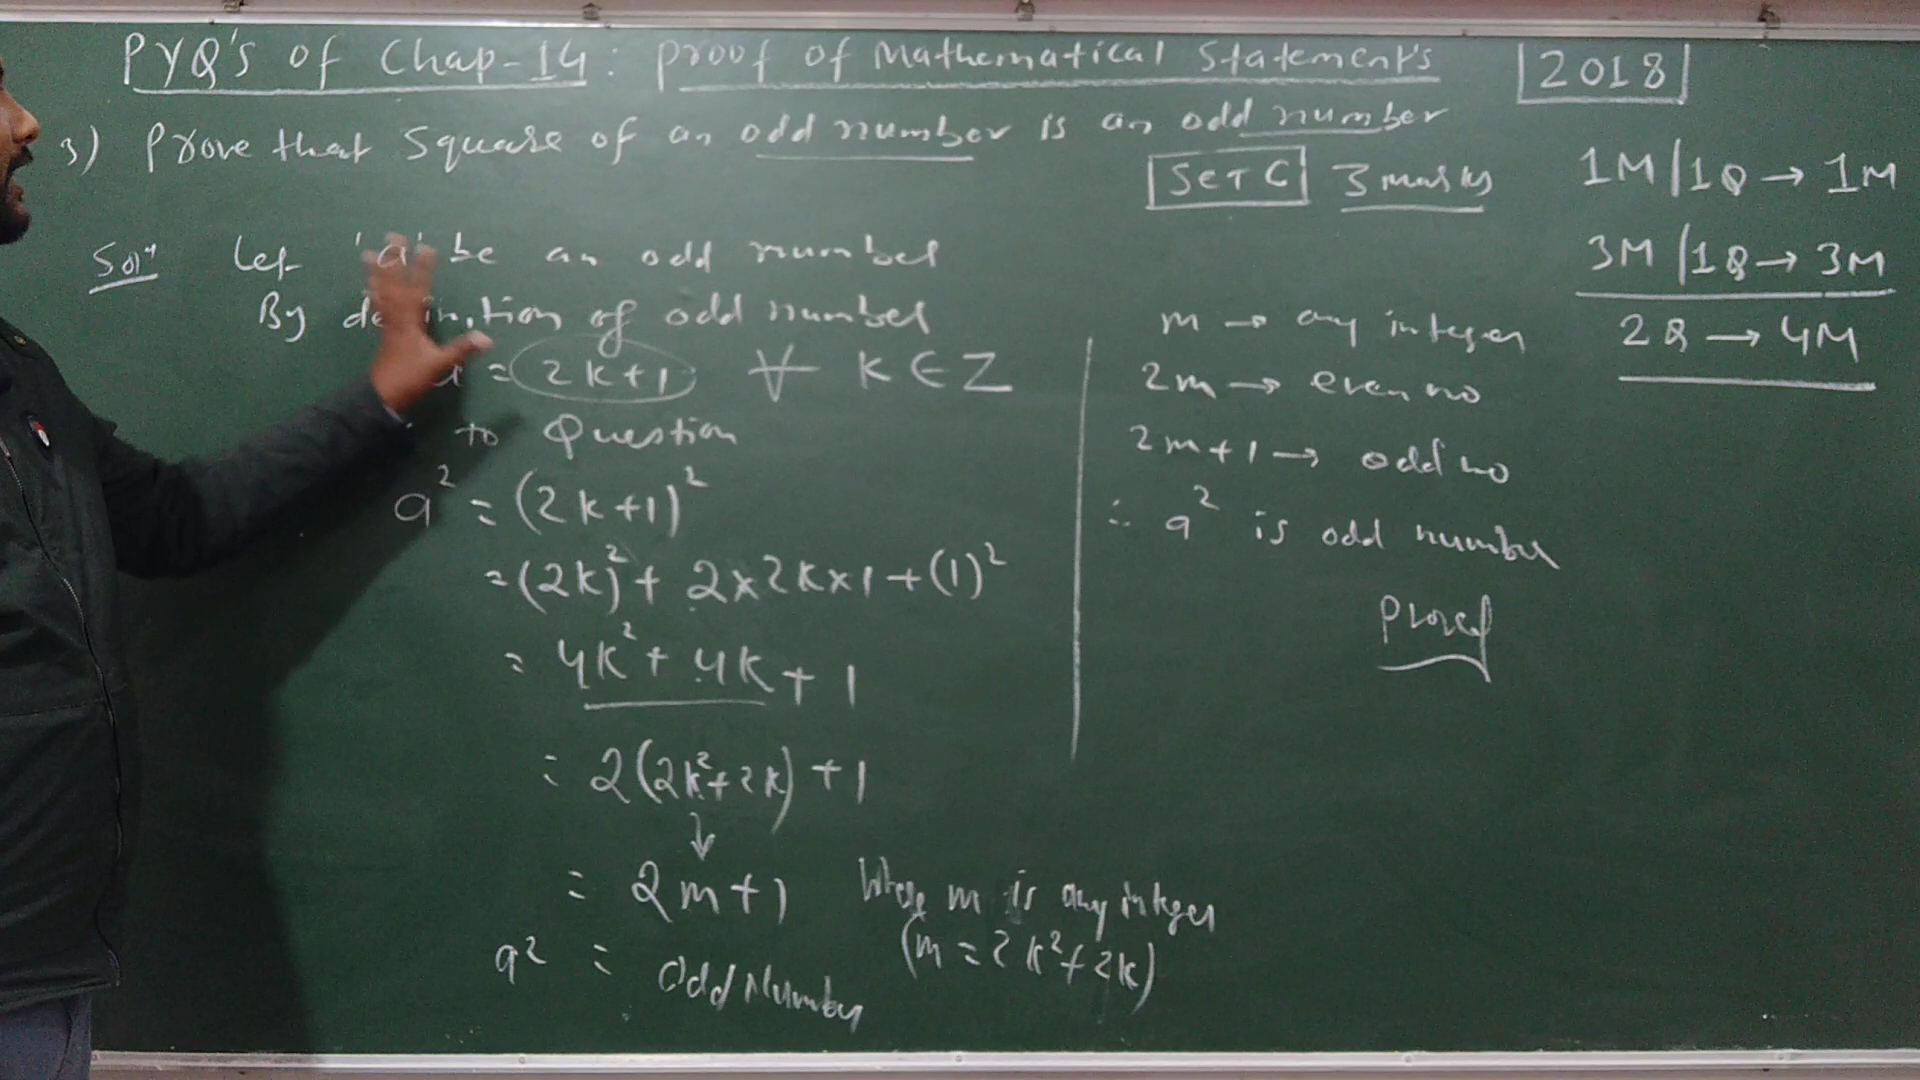 PYQ's of Chap-14: Proof of Mathematical Statements
2018
3) Prove that Square of an odd number is an odd number
Set C 3 marks
1M/1Q → 1M
3M/1Q → 3M
2Q → 4M
Solⁿ Let 'a' be an odd number
By of odd number
= 2k+1 ∀ K ∈ Z
to Question
a² = (2k+1)²
= (2k)² + 2×2k×1 + (1)²
= 4k² + 4k + 1
= 2(2k²+2k) + 1
↓
= 2m+1 Where m is any integer
(m = 2k²+2k)
a² = Odd Number
m → any integer
2m → even no
2m+1 → odd no
∴ a² is odd number